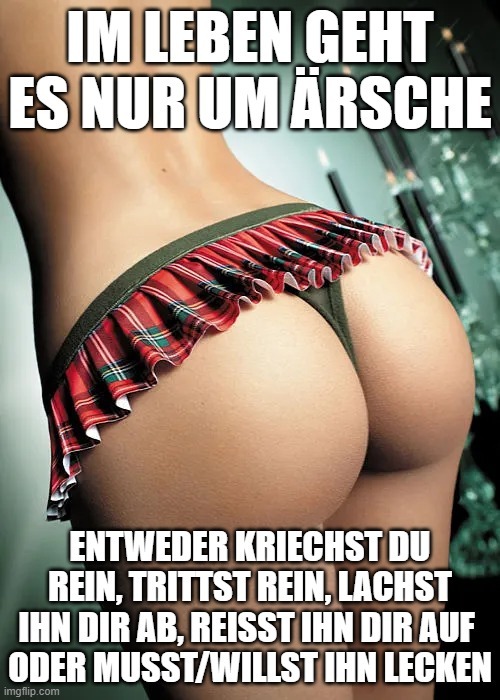 IM LEBEN GEHT
ES NUR UM ÄRSCHE
ENTWEDER KRIECHST DU
REIN, TRITTST REIN, LACHST
IHN DIR AB, REISST IHN DIR AUF
ODER MUSST/WILLST IHN LECKEN
imgflip.com